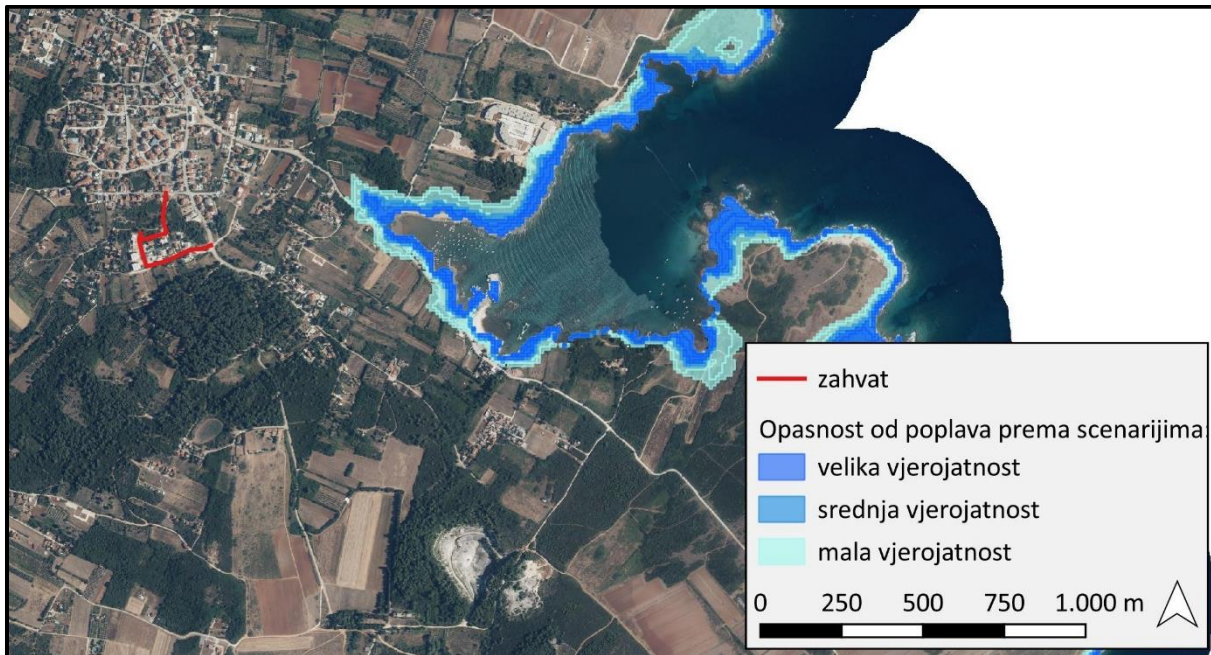 zahvat
Opasnost od poplava prema scenarijima:
velika vjerojatnost
srednja vjerojatnost
mala vjerojatnost
0 250 500 750 1.000 m